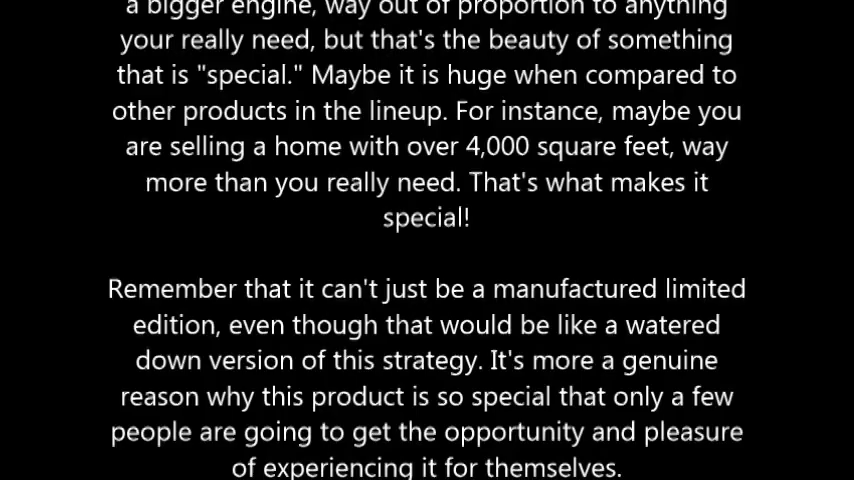 a bigger engine, way out of proportion to anything
your really need, but that's the beauty of something
that is "special." Maybe it is huge when compared to
other products in the lineup. For instance, maybe you
are selling a home with over 4,000 square feet, way
more than you really need. That's what makes it
special!
Remember that it can't just be a manufactured limited
edition, even though that would be like a watered
down version of this strategy. It's more a genuine
reason why this product is so special that only a few
people are going to get the opportunity and pleasure
of experiencing it for themselves.